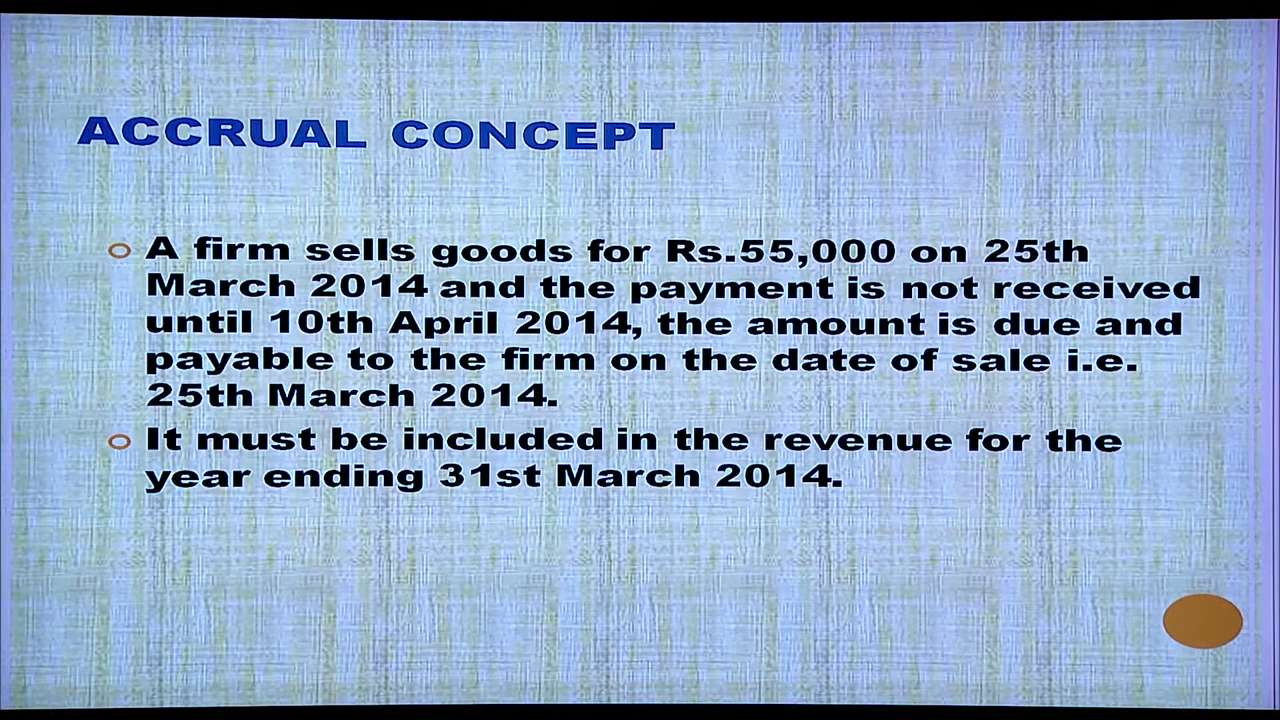 ACCRUAL CONCEPT
A firm sells goods for Rs.55,000 on 25th
March 2014 and the payment is not received
until 10th April 2014, the amount is due and
payable to the firm on the date of sale i.e.
25th March 2014.
It must be included in the revenue for the
year ending 31st March 2014.